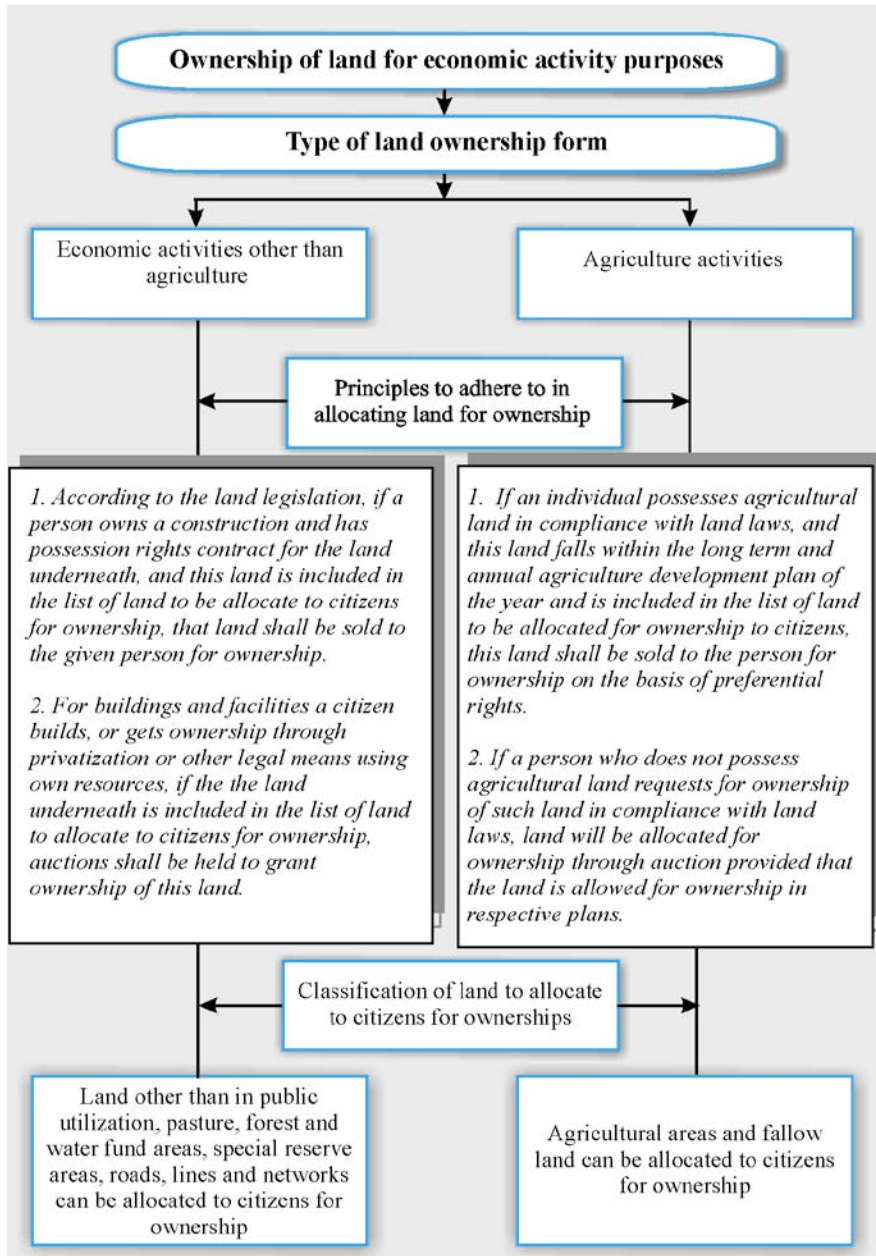 Ownership of land for economic activity purposes
Type of land ownership form
Economic activities other than
agriculture
Agriculture activities
Principles to adhere to in
allocating land for ownership
1. According to the land legislation, if a
person owns a construction and has
possession rights contract for the land
underneath, and this land is included in
the list of land to be allocate to citizens
for ownership, that land shall be sold to
the given person for ownership.
2. For buildings and facilities a citizen
builds, or gets ownership through
privatization or other legal means using
own resources, if the the land
underneath is included in the list of land
to allocate to citizens for ownership,
auctions shall be held to grant
ownership of this land.
1. If an individual possesses agricultural
land in compliance with land laws, and
this land falls within the long term and
annual agriculture development plan of
the year and is included in the list of land
to be allocated for ownership to citizens,
this land shall be sold to the person for
ownership on the basis of preferential
rights.
2. If a person who does not possess
agricultural land requests for ownership
of such land in compliance with land
laws, land will be allocated for
ownership through auction provided that
the land is allowed for ownership in
respective plans.
Classification of land to allocate
to citizens for ownerships
Land other than in public
utilization, pasture, forest and
water fund areas, special reserve
areas, roads, lines and networks
can be allocated to citizens for
ownership
Agricultural areas and fallow
land can be allocated to citizens
for ownership